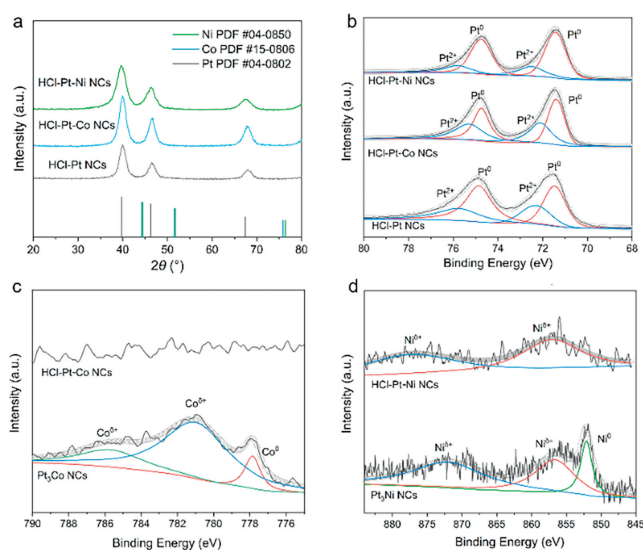 a
Ni PDF #04-0850
Co PDF #15-0806
Pt PDF #04-0802
HCl-Pt-Ni NCs
HCl-Pt-Co NCs
HCl-Pt NCs
Intensity (a.u.)
20 30 40 50 60 70 80
2θ (°)
b
Pt⁰
Pt⁰
Pt²⁺
Pt²⁺
HCl-Pt-Ni NCs
Pt⁰
Pt⁰
Pt²⁺
Pt²⁺
HCl-Pt-Co NCs
Pt⁰
Pt⁰
Pt²⁺
Pt²⁺
HCl-Pt NCs
Intensity (a.u.)
80 78 76 74 72 70 68
Binding Energy (eV)
c
HCl-Pt-Co NCs
Co^δ+
Co^δ+
Co⁰
Pt₃Co NCs
Intensity (a.u.)
790 788 786 784 782 780 778 776
Binding Energy (eV)
d
Ni^δ+
Ni^δ+
HCl-Pt-Ni NCs
Ni^δ+
Ni^δ+
Ni⁰
Pt₃Ni NCs
Intensity (a.u.)
880 875 870 865 860 855 850 845
Binding Energy (eV)